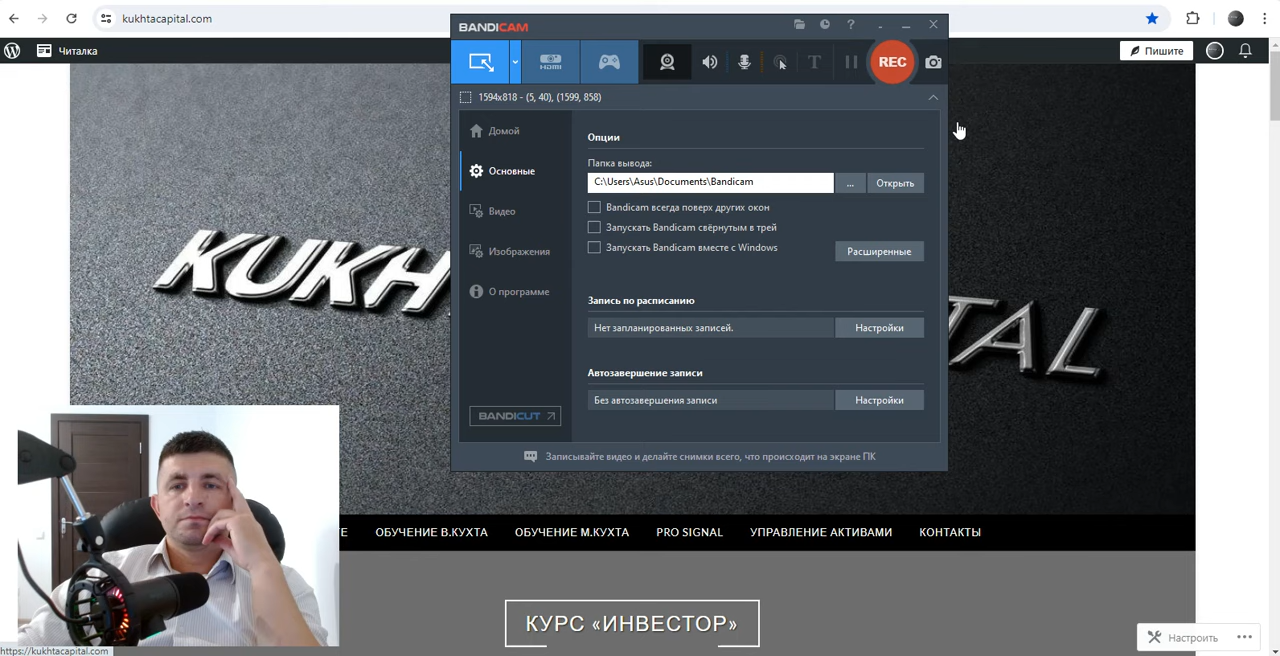 kukhtacapital.com
BANDICAM
?
Читалка
Пишите
HDMI
T
REC
1594x818 - (5, 40), (1599, 858)
Домой
Основные
Видео
Изображения
О программе
BANDICUT
Опции
Папка вывода:
C:\Users\Asus\Documents\Bandicam
...
Открыть
Bandicam всегда поверх других окон
Запускать Bandicam свёрнутым в трей
Запускать Bandicam вместе с Windows
Расширенные
Запись по расписанию
Нет запланированных записей.
Настройки
Автозавершение записи
Без автозавершения записи
Настройки
Записывайте видео и делайте снимки всего, что происходит на экране ПК
KUKH
TAL
ТЕ
ОБУЧЕНИЕ В.КУХТА
ОБУЧЕНИЕ М.КУХТА
PRO SIGNAL
УПРАВЛЕНИЕ АКТИВАМИ
КОНТАКТЫ
КУРС «ИНВЕСТОР»
Настроить
https://kukhtacapital.com